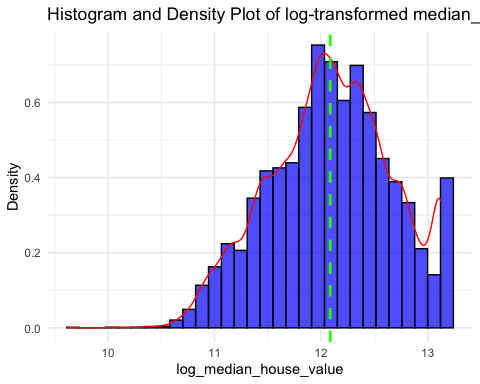 Histogram and Density Plot of log-transformed median_
Density
0.6
0.4
0.2
0.0
10
11
12
13
log_median_house_value